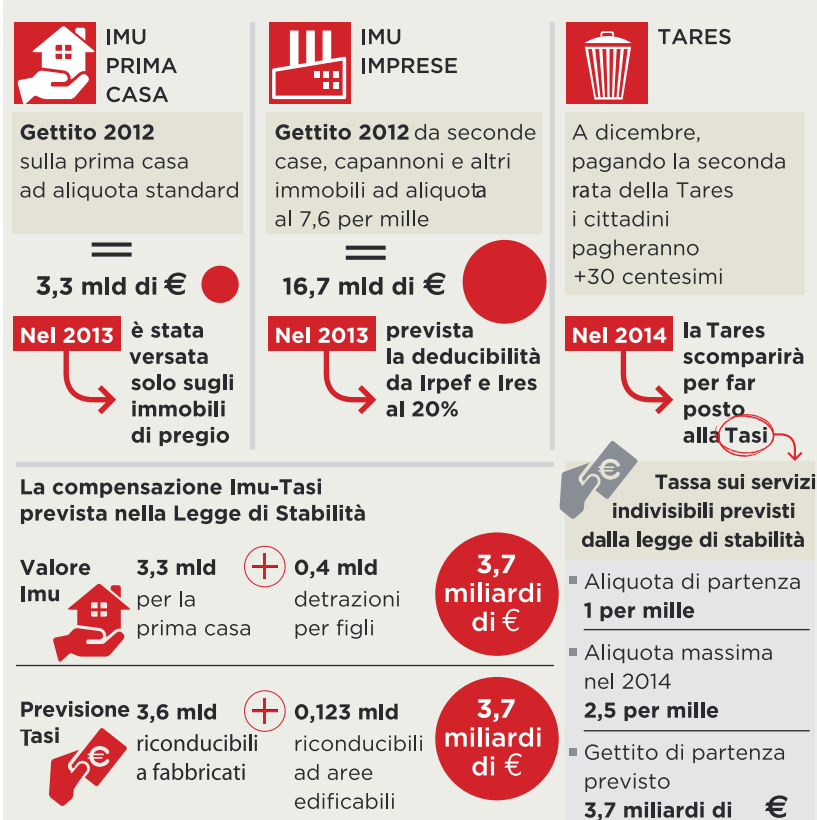 IMU
PRIMA
CASA
Gettito 2012
sulla prima casa
ad aliquota standard
=
3,3 mld di €
Nel 2013
è stata
versata
solo sugli
immobili
di pregio
IMU
IMPRESE
Gettito 2012 da seconde
case, capannoni e altri
immobili ad aliquota
al 7,6 per mille
=
16,7 mld di €
Nel 2013
prevista
la deducibilità
da Irpef e Ires
al 20%
TARES
A dicembre,
pagando la seconda
rata della Tares
i cittadini
pagheranno
+30 centesimi
Nel 2014
la Tares
scomparirà
per far
posto
alla Tasi
€
Tassa sui servizi
indivisibili previsti
dalla legge di stabilità
Aliquota di partenza
1 per mille
Aliquota massima
nel 2014
2,5 per mille
Gettito di partenza
previsto
3,7 miliardi di €
La compensazione Imu-Tasi
prevista nella Legge di Stabilità
Valore
Imu
3,3 mld
per la
prima casa
+
0,4 mld
detrazioni
per figli
3,7
miliardi
di €
Previsione
Tasi
€
3,6 mld
riconducibili
a fabbricati
+
0,123 mld
riconducibili
ad aree
edificabili
3,7
miliardi
di €